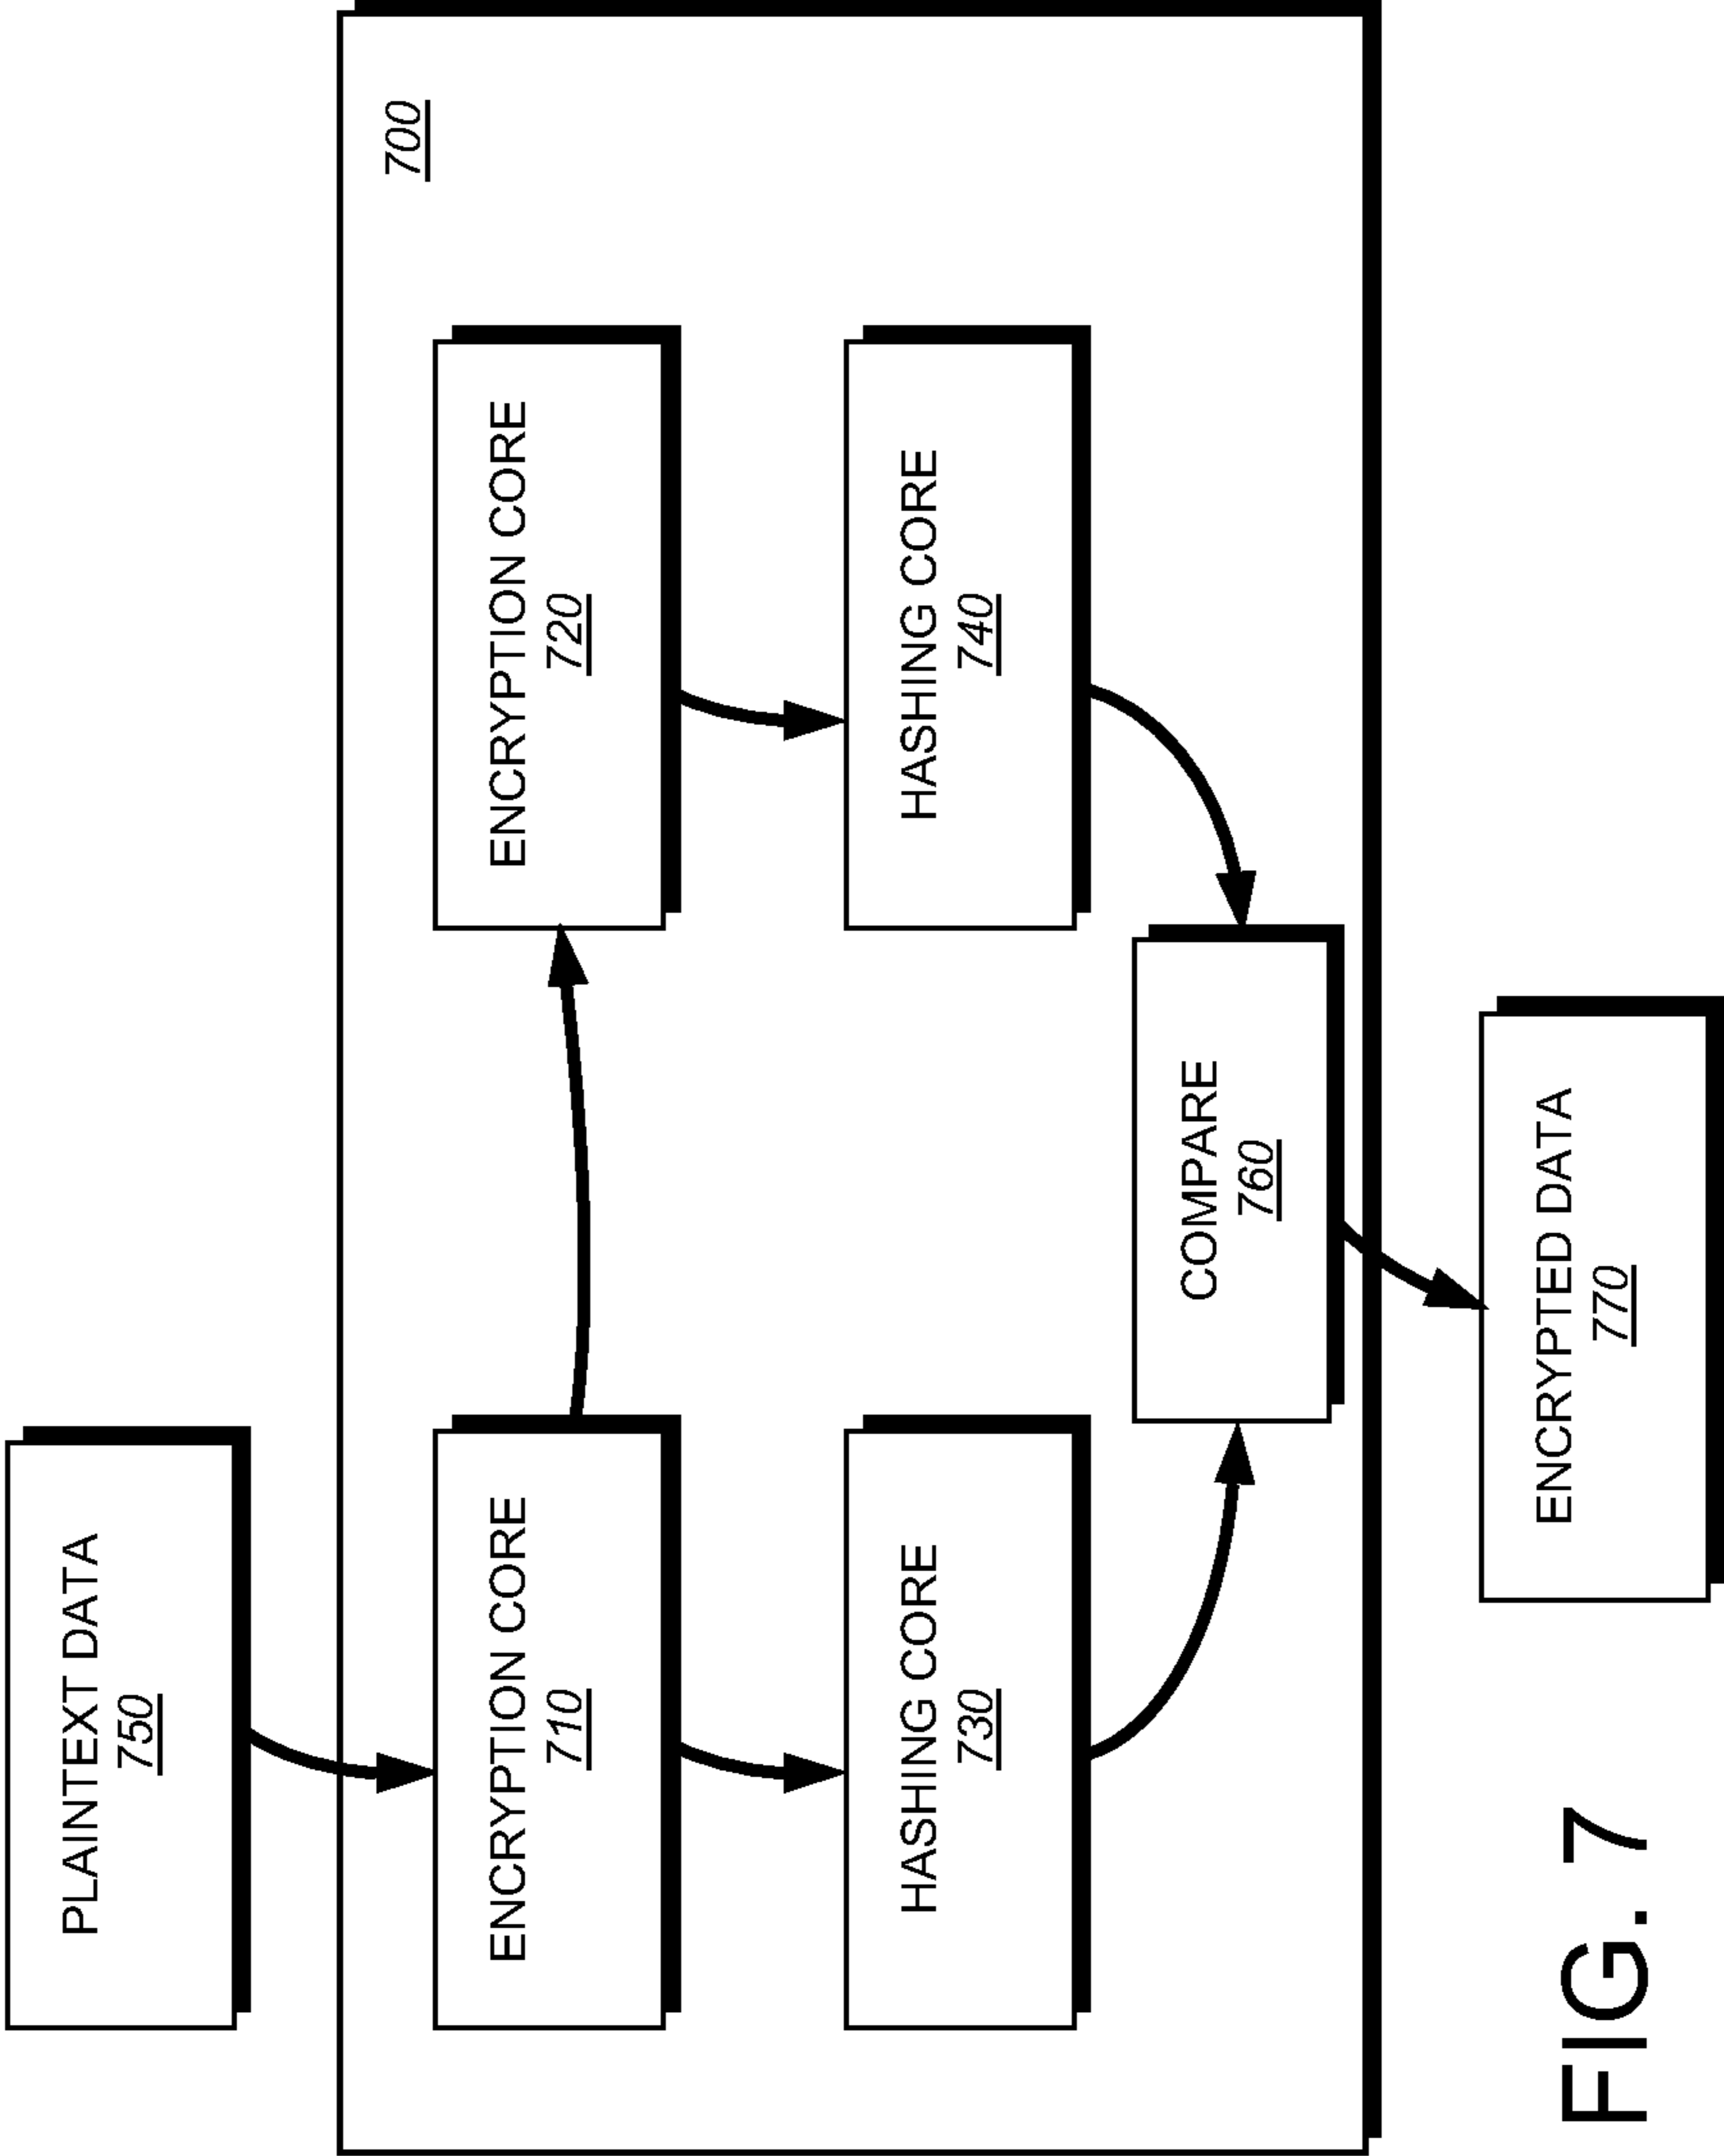 PLAINTEXT DATA
750
700
ENCRYPTION CORE
710
ENCRYPTION CORE
720
HASHING CORE
730
HASHING CORE
740
COMPARE
760
ENCRYPTED DATA
770
FIG. 7